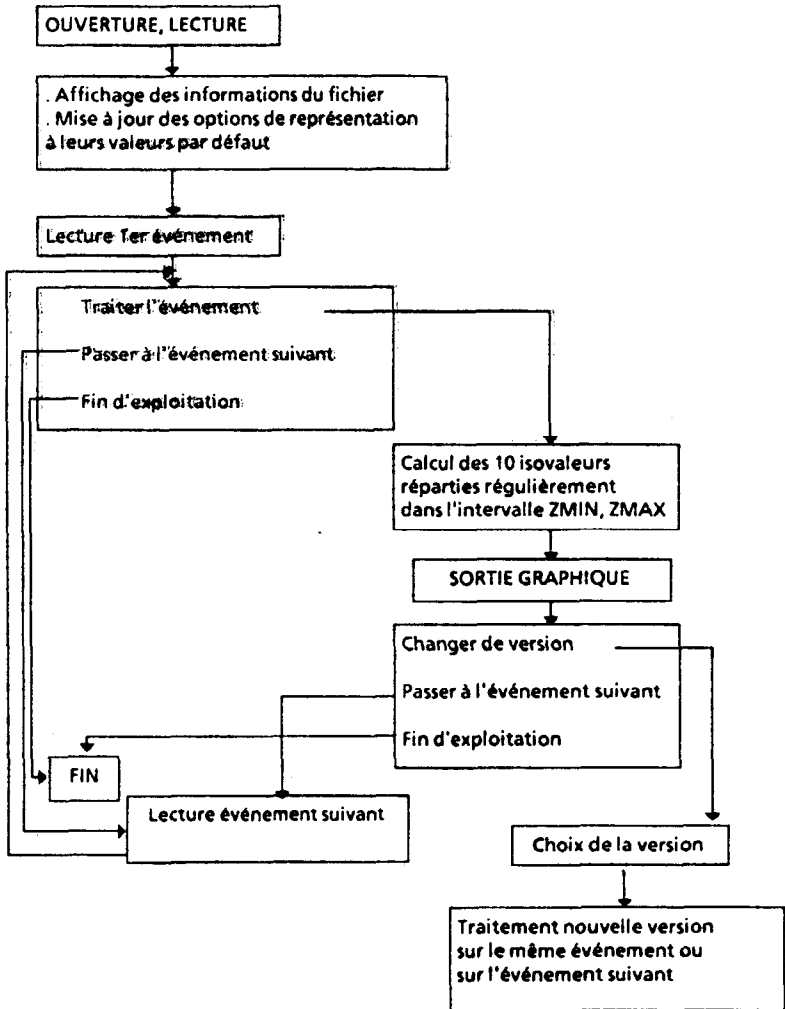 OUVERTURE, LECTURE
. Affichage des informations du fichier
. Mise à jour des options de représentation
à leurs valeurs par défaut
Lecture 1er événement
Traiter l'événement
Passer à l'événement suivant
Fin d'exploitation
Calcul des 10 isovaleurs
réparties régulièrement
dans l'intervalle ZMIN, ZMAX
SORTIE GRAPHIQUE
Changer de version
Passer à l'événement suivant
Fin d'exploitation
FIN
Lecture événement suivant
Choix de la version
Traitement nouvelle version
sur le même événement ou
sur l'événement suivant